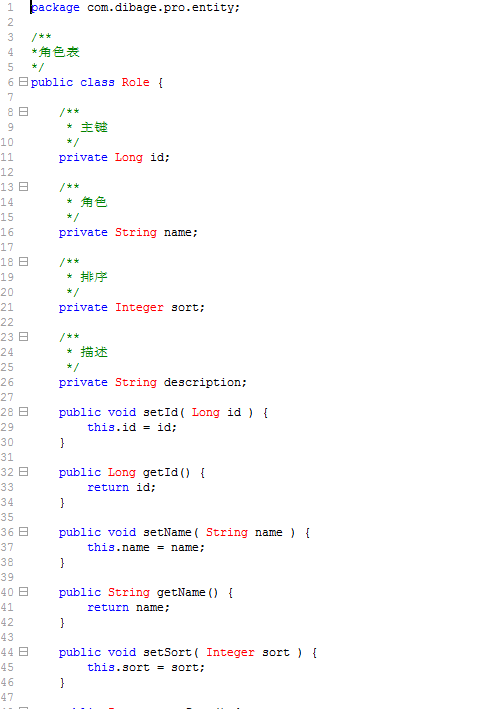 1 package com.dibage.pro.entity;
2
3 /**
4 *角色表
5 */
6 public class Role {
7
8 /**
9 * 主键
10 */
11 private Long id;
12
13 /**
14 * 角色
15 */
16 private String name;
17
18 /**
19 * 排序
20 */
21 private Integer sort;
22
23 /**
24 * 描述
25 */
26 private String description;
27
28 public void setId( Long id ) {
29 this.id = id;
30 }
31
32 public Long getId() {
33 return id;
34 }
35
36 public void setName( String name ) {
37 this.name = name;
38 }
39
40 public String getName() {
41 return name;
42 }
43
44 public void setSort( Integer sort ) {
45 this.sort = sort;
46 }
47